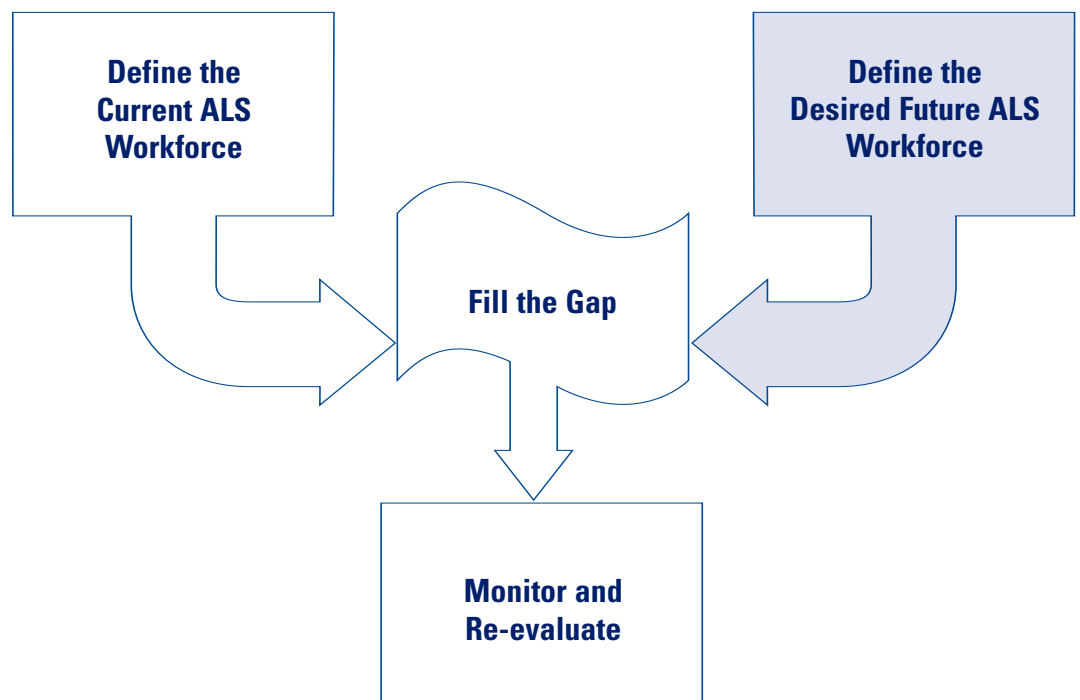 Define the
Current ALS
Workforce
Define the
Desired Future ALS
Workforce
Fill the Gap
Monitor and
Re-evaluate